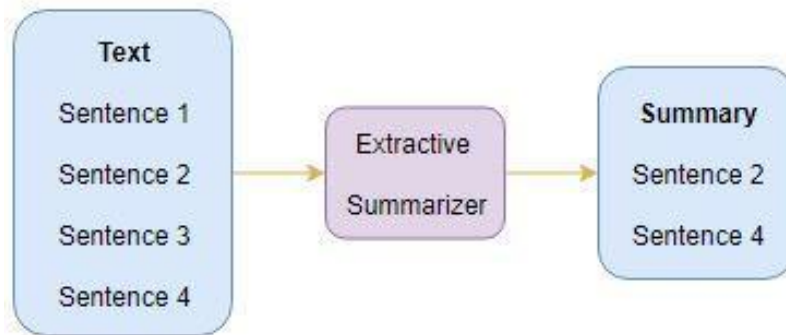 Text
Sentence 1
Sentence 2
Sentence 3
Sentence 4
Extractive
Summarizer
Summary
Sentence 2
Sentence 4